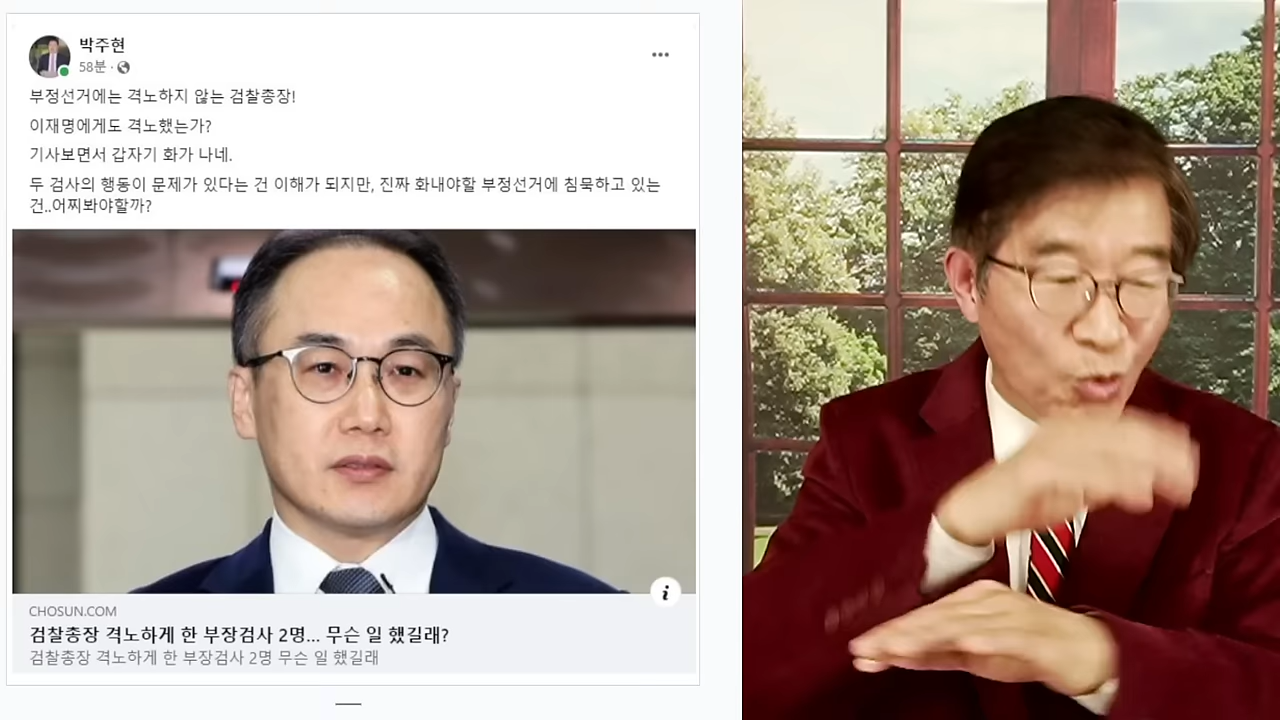 박주현
58분 ·
부정선거에는 격노하지 않는 검찰총장!
이재명에게도 격노했는가?
기사보면서 갑자기 화가 나네.
두 검사의 행동이 문제가 있다는 건 이해가 되지만, 진짜 화내야할 부정선거에 침묵하고 있는
건..어찌봐야할까?
CHOSUN.COM
검찰총장 격노하게 한 부장검사 2명... 무슨 일 했길래?
검찰총장 격노하게 한 부장검사 2명 무슨 일 했길래